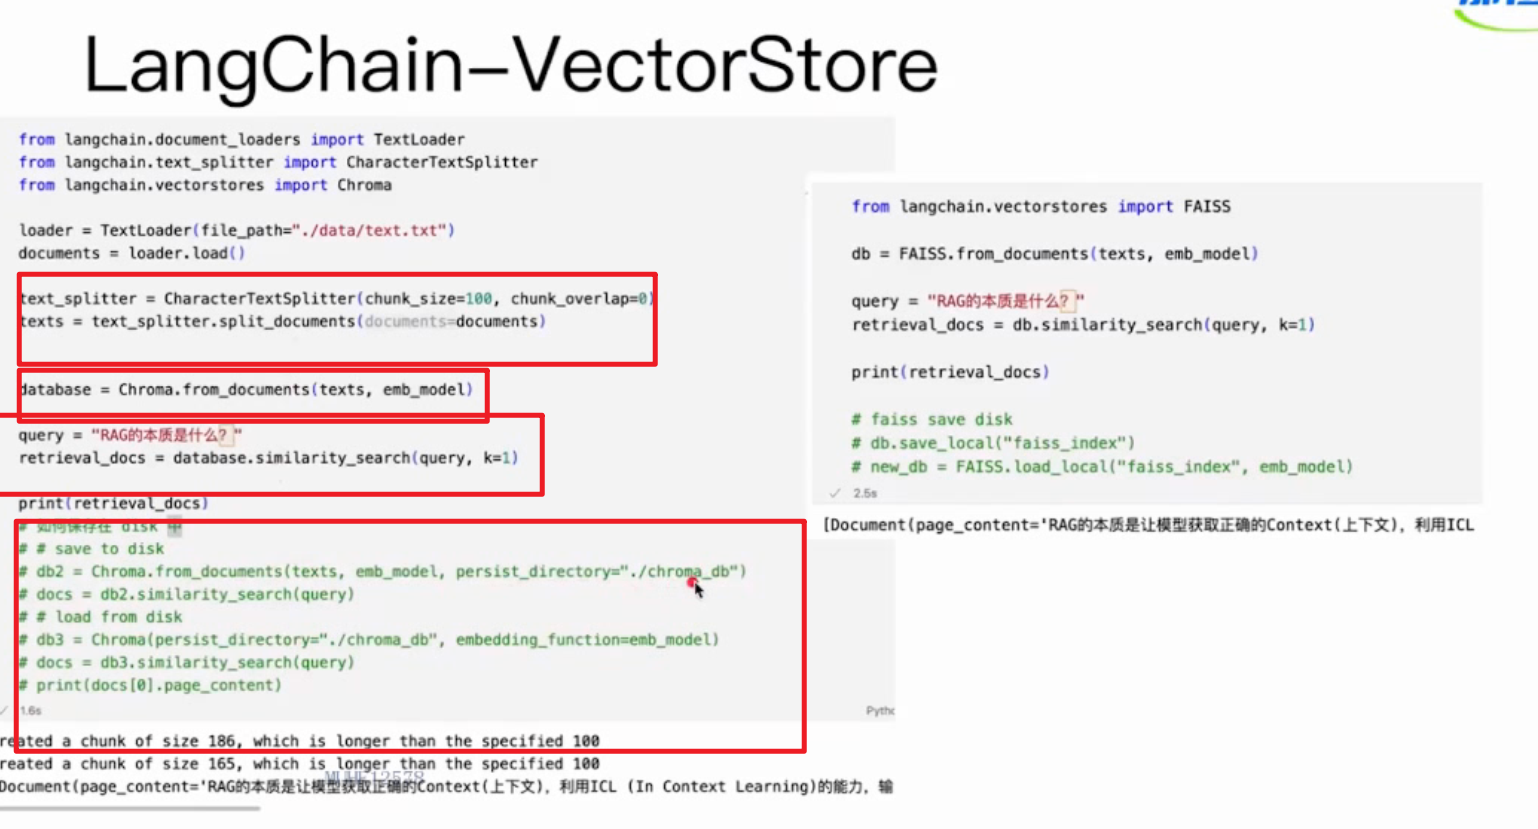 LangChain–VectorStore
from langchain.document_loaders import TextLoader
from langchain.text_splitter import CharacterTextSplitter
from langchain.vectorstores import Chroma
loader = TextLoader(file_path="./data/text.txt")
documents = loader.load()
text_splitter = CharacterTextSplitter(chunk_size=100, chunk_overlap=0)
texts = text_splitter.split_documents(documents=documents)
database = Chroma.from_documents(texts, emb_model)
query = "RAG的本质是什么？"
retrieval_docs = database.similarity_search(query, k=1)
print(retrieval_docs)
# 如何保存在 disk 中
# # save to disk
# db2 = Chroma.from_documents(texts, emb_model, persist_directory="./chroma_db")
# docs = db2.similarity_search(query)
# # load from disk
# db3 = Chroma(persist_directory="./chroma_db", embedding_function=emb_model)
# docs = db3.similarity_search(query)
# print(docs[0].page_content)
1.6s
Pytho
reated a chunk of size 186, which is longer than the specified 100
reated a chunk of size 165, which is longer than the specified 100
Document(page_content='RAG的本质是让模型获取正确的Context(上下文)，利用ICL (In Context Learning)的能力，输
from langchain.vectorstores import FAISS
db = FAISS.from_documents(texts, emb_model)
query = "RAG的本质是什么？"
retrieval_docs = db.similarity_search(query, k=1)
print(retrieval_docs)
# faiss save disk
# db.save_local("faiss_index")
# new_db = FAISS.load_local("faiss_index", emb_model)
2.5s
[Document(page_content='RAG的本质是让模型获取正确的Context(上下文)，利用ICL